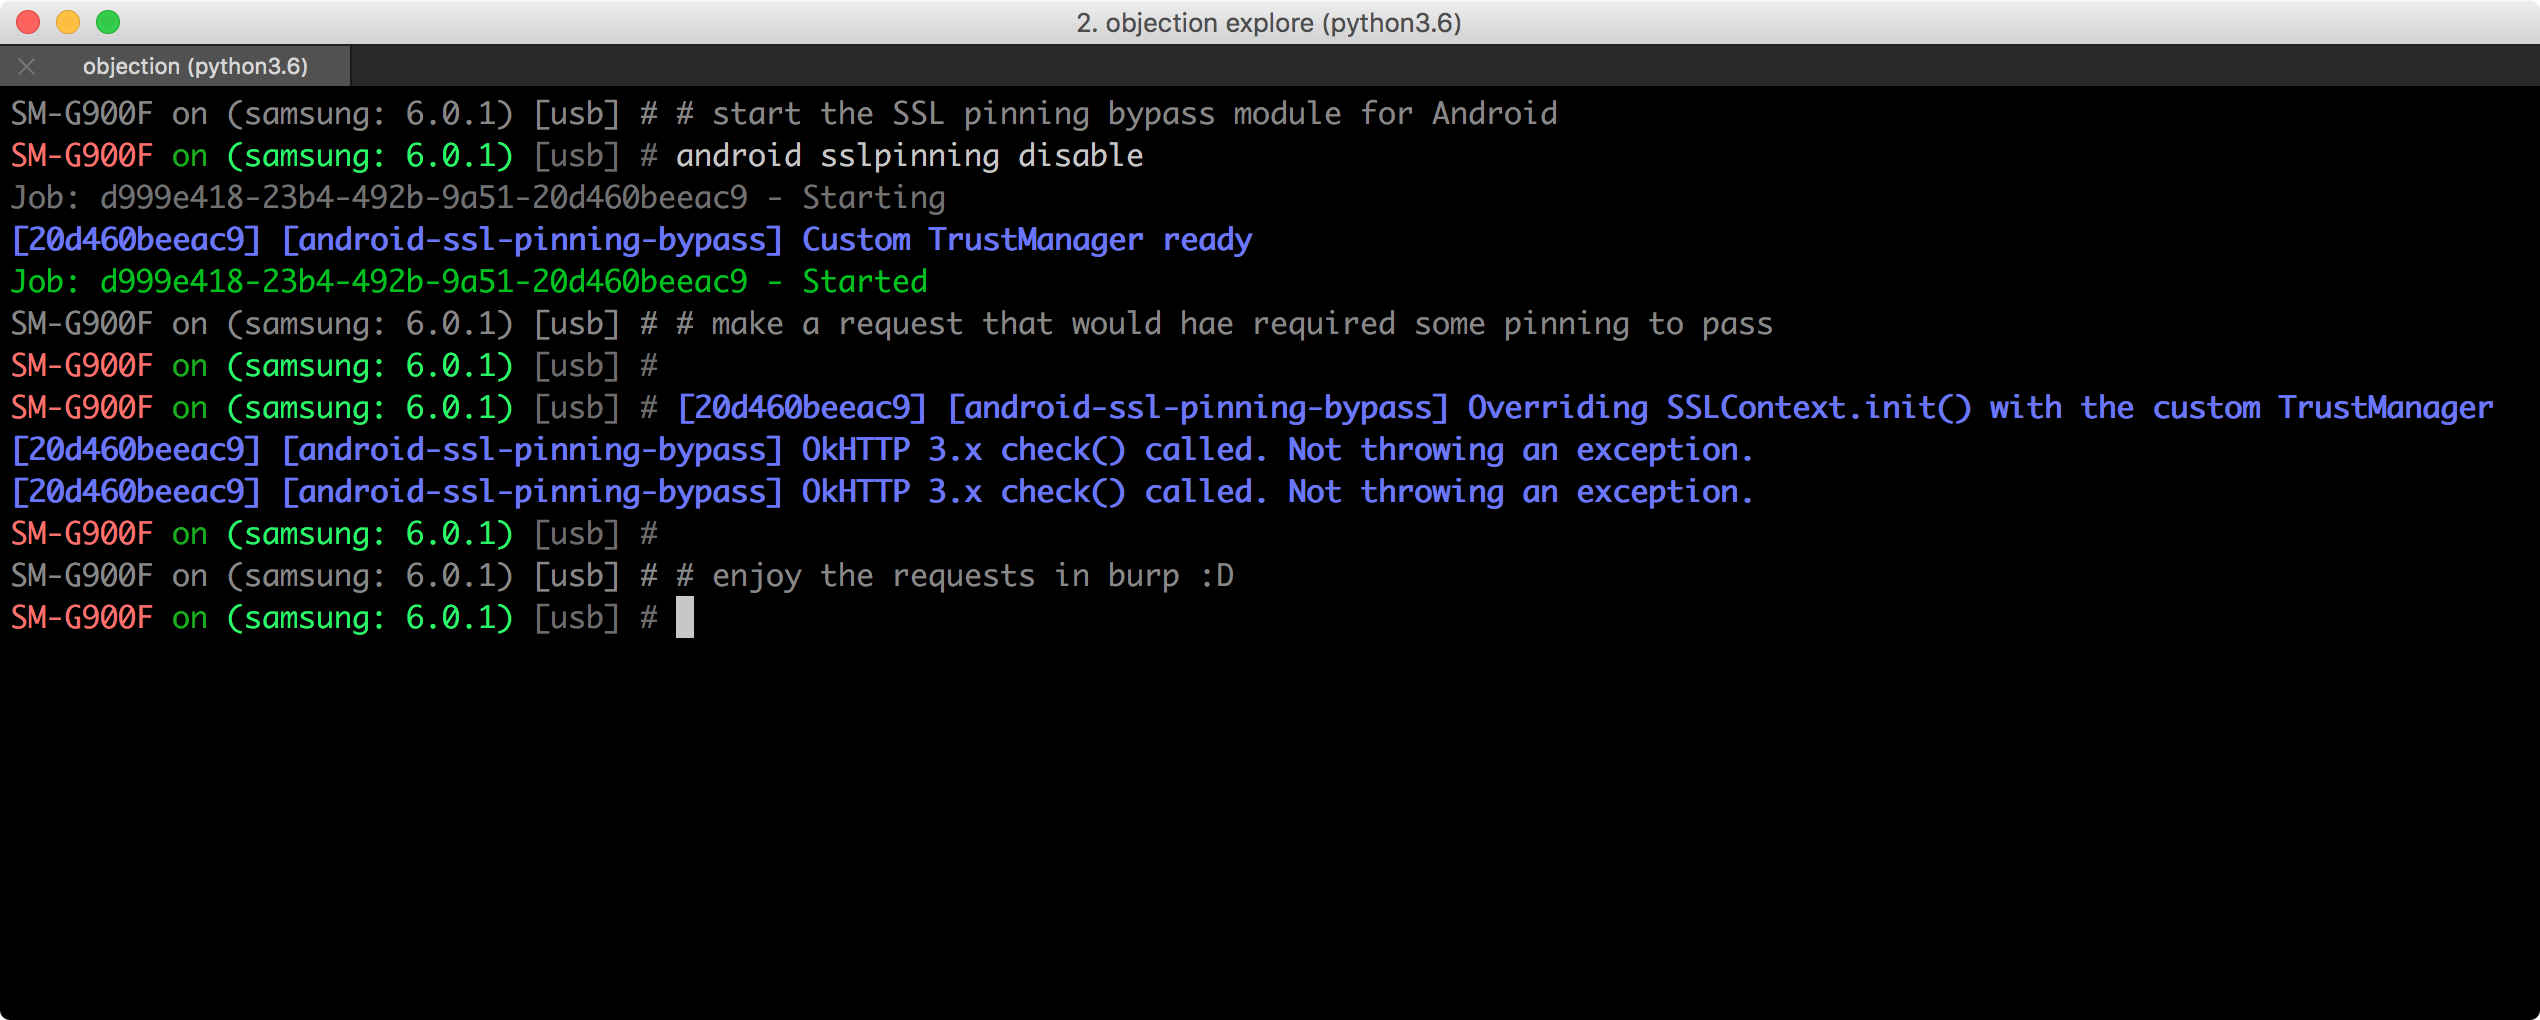 2. objection explore (python3.6)
objection (python3.6)
SM-G900F on (samsung: 6.0.1) [usb] # # start the SSL pinning bypass module for Android
SM-G900F on (samsung: 6.0.1) [usb] # android sslpinning disable
Job: d999e418-23b4-492b-9a51-20d460beeac9 - Starting
[20d460beeac9] [android-ssl-pinning-bypass] Custom TrustManager ready
Job: d999e418-23b4-492b-9a51-20d460beeac9 - Started
SM-G900F on (samsung: 6.0.1) [usb] # # make a request that would hae required some pinning to pass
SM-G900F on (samsung: 6.0.1) [usb] #
SM-G900F on (samsung: 6.0.1) [usb] # [20d460beeac9] [android-ssl-pinning-bypass] Overriding SSLContext.init() with the custom TrustManager
[20d460beeac9] [android-ssl-pinning-bypass] OkHTTP 3.x check() called. Not throwing an exception.
[20d460beeac9] [android-ssl-pinning-bypass] OkHTTP 3.x check() called. Not throwing an exception.
SM-G900F on (samsung: 6.0.1) [usb] #
SM-G900F on (samsung: 6.0.1) [usb] # # enjoy the requests in burp :D
SM-G900F on (samsung: 6.0.1) [usb] #